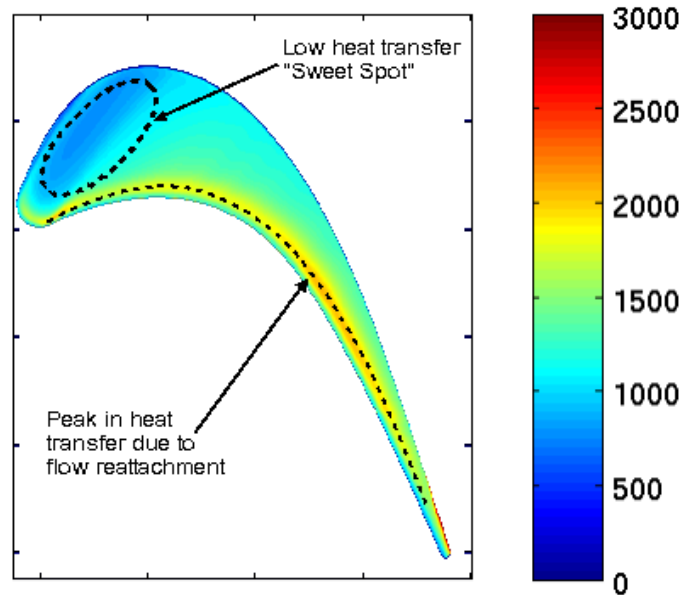 Low heat transfer
"Sweet Spot"
Peak in heat
transfer due to
flow reattachment
3000
2500
2000
1500
1000
500
0